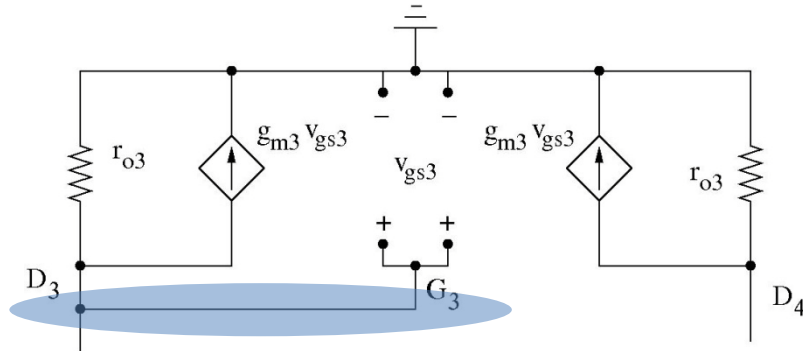 g_m3 v_gs3
g_m3 v_gs3
− −
r_o3
v_gs3
r_o3
+ +
D_3
G_3
D_4